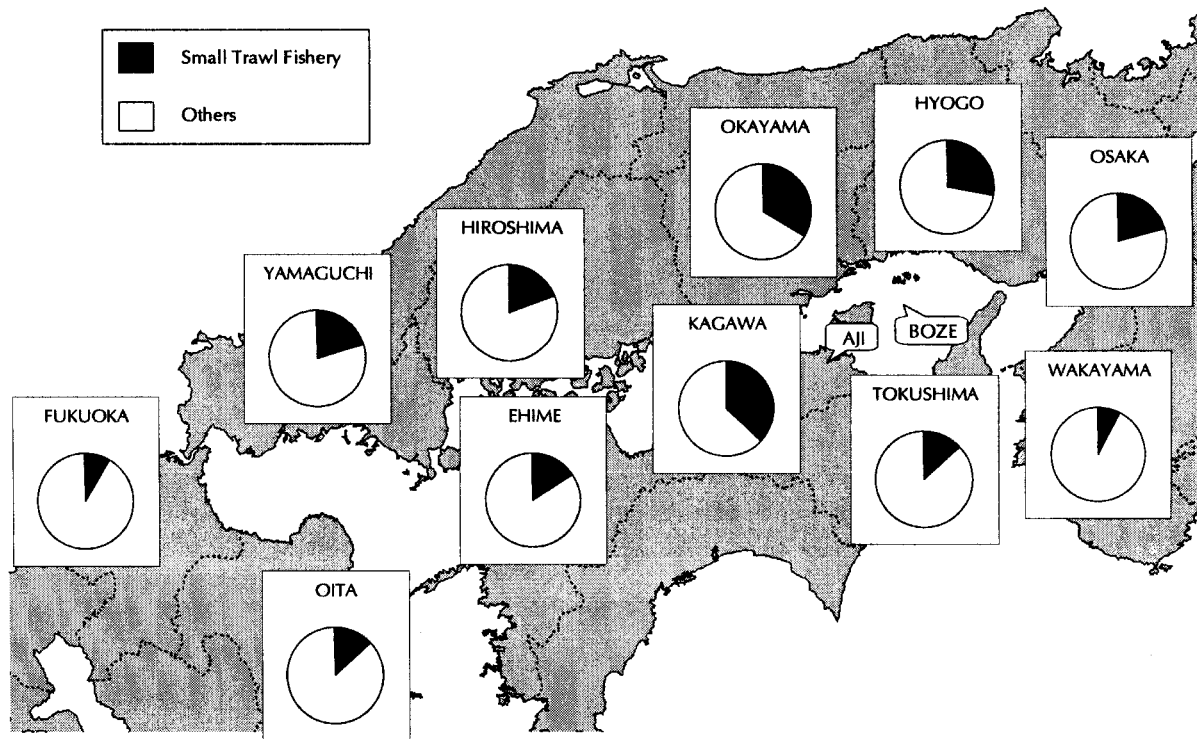 Small Trawl Fishery
Others
HYOGO
OKAYAMA
OSAKA
HIROSHIMA
YAMAGUCHI
KAGAWA
AJI
BOZE
WAKAYAMA
TOKUSHIMA
FUKUOKA
EHIME
OITA